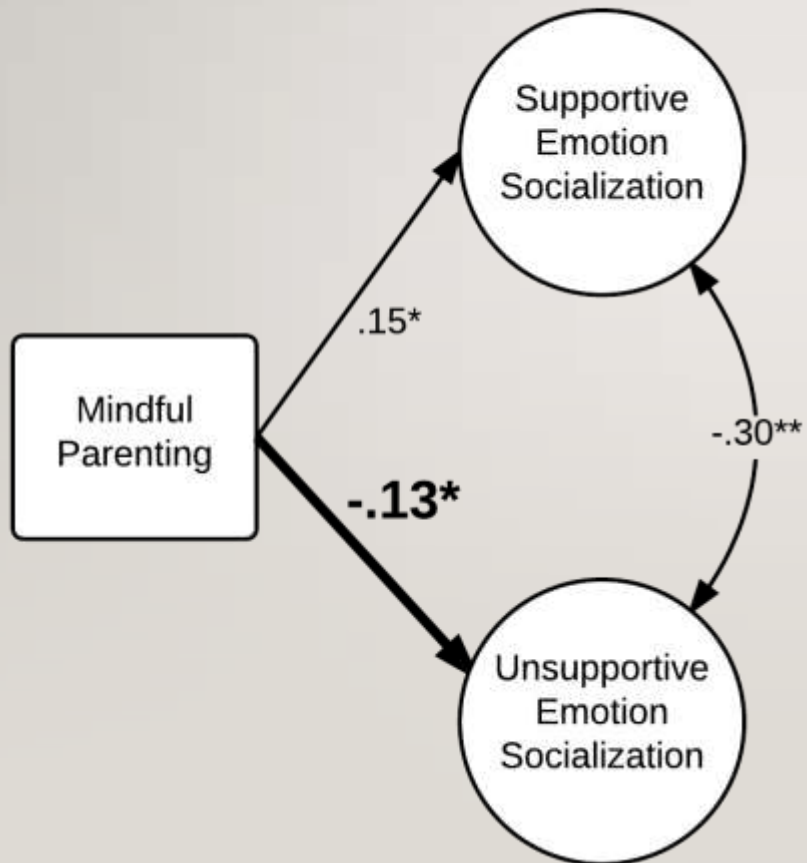 Supportive
Emotion
Socialization
.15*
Mindful
Parenting
-.30**
-.13*
Unsupportive
Emotion
Socialization